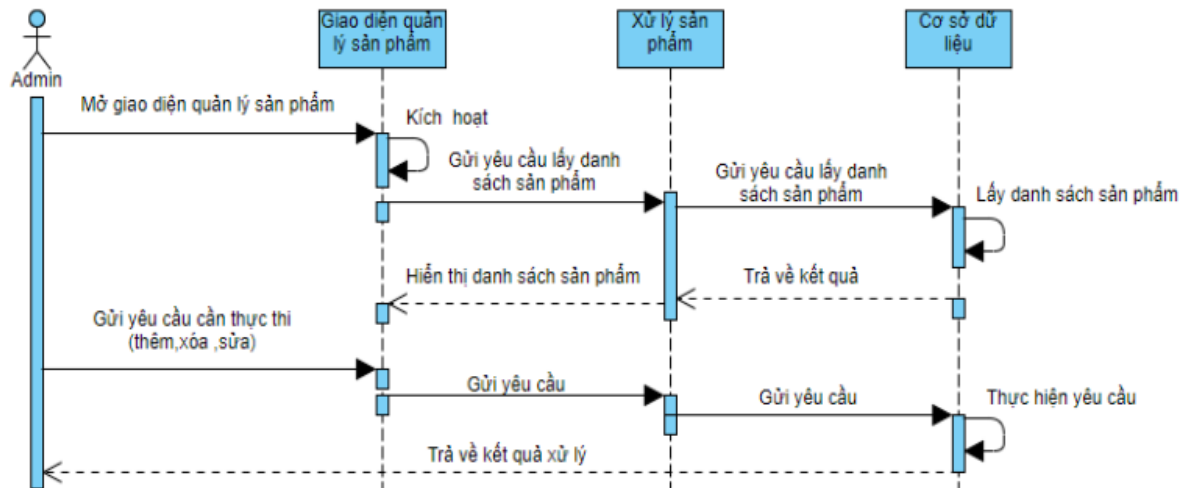 Admin
Giao diện quản
lý sản phẩm
Xử lý sản
phẩm
Cơ sở dữ
liệu
Mở giao diện quản lý sản phẩm
Kích hoạt
Gửi yêu cầu lấy danh
sách sản phẩm
Gửi yêu cầu lấy danh
sách sản phẩm
Lấy danh sách sản phẩm
Hiển thị danh sách sản phẩm
Trả về kết quả
Gửi yêu cầu cần thực thi
(thêm,xóa ,sửa)
Gửi yêu cầu
Gửi yêu cầu
Thực hiện yêu cầu
Trả về kết quả xử lý